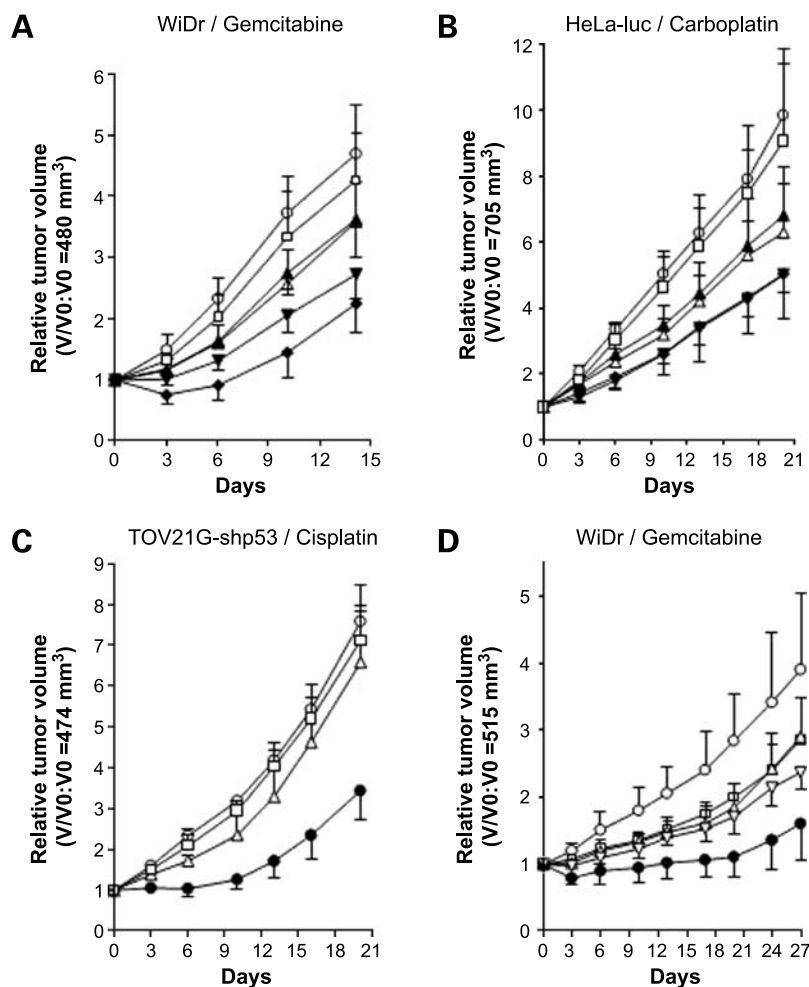 A
WiDr / Gemcitabine
Relative tumor volume
(V/V0:V0 =480 mm³)
6
5
4
3
2
1
0
0 3 6 9 12 15
Days
B
HeLa-luc / Carboplatin
Relative tumor volume
(V/V0:V0 =705 mm³)
12
10
8
6
4
2
0
0 3 6 9 12 15 18 21
Days
C
TOV21G-shp53 / Cisplatin
Relative tumor volume
(V/V0:V0 =474 mm³)
9
8
7
6
5
4
3
2
1
0
0 3 6 9 12 15 18 21
Days
D
WiDr / Gemcitabine
Relative tumor volume
(V/V0:V0 =515 mm³)
5
4
3
2
1
0
0 3 6 9 12 15 18 21 24 27
Days